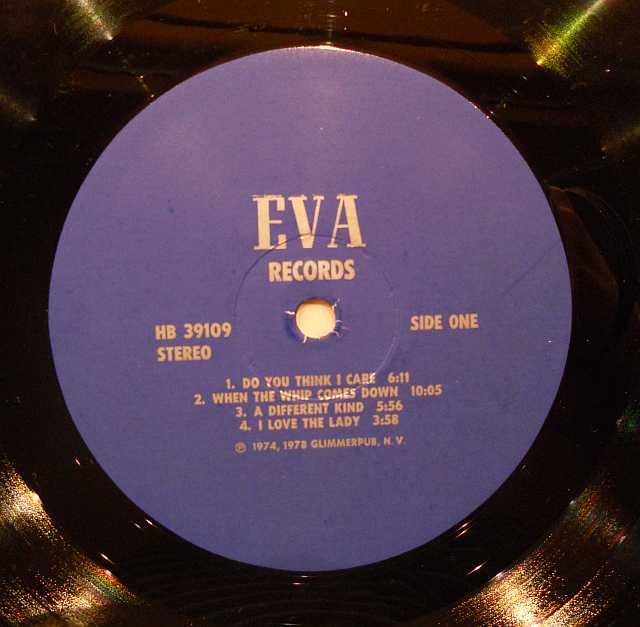 EVA
RECORDS
HB 39109
STEREO
SIDE ONE
1. DO YOU THINK I CARE 6:11
2. WHEN THE WHIP COMES DOWN 10:05
3. A DIFFERENT KIND 5:56
4. I LOVE THE LADY 3:58
℗ 1974, 1978 GLIMMERPUB, N. V.